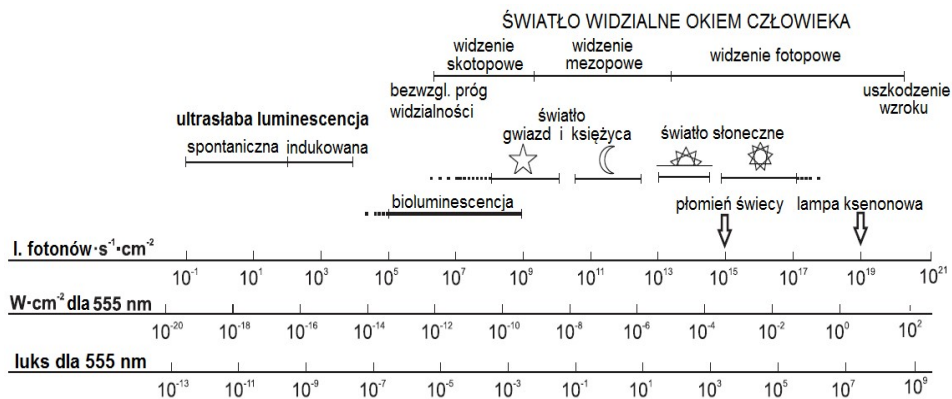 ŚWIATŁO WIDZIALNE OKIEM CZŁOWIEKA
widzenie
skotopowe
widzenie
mezopowe
widzenie fotopowe
bezwzgl. próg
widzialności
uszkodzenie
wzroku
ultrasłaba luminescencja
spontaniczna indukowana
światło
gwiazd i księżyca
światło słoneczne
bioluminescencja
płomień świecy
lampa ksenonowa
l. fotonów·s⁻¹·cm⁻²
10⁻¹ 10¹ 10³ 10⁵ 10⁷ 10⁹ 10¹¹ 10¹³ 10¹⁵ 10¹⁷ 10¹⁹ 10²¹
W·cm⁻² dla 555 nm
10⁻²⁰ 10⁻¹⁸ 10⁻¹⁶ 10⁻¹⁴ 10⁻¹² 10⁻¹⁰ 10⁻⁸ 10⁻⁶ 10⁻⁴ 10⁻² 10⁰ 10²
luks dla 555 nm
10⁻¹³ 10⁻¹¹ 10⁻⁹ 10⁻⁷ 10⁻⁵ 10⁻³ 10⁻¹ 10¹ 10³ 10⁵ 10⁷ 10⁹